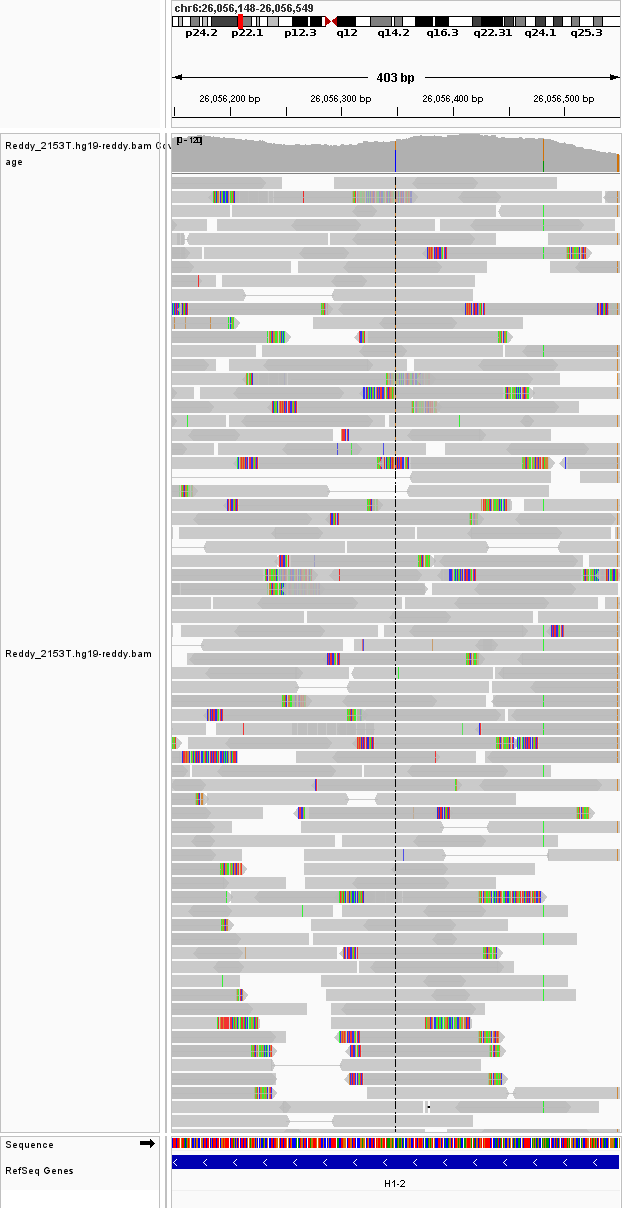 chr6:26,056,148-26,056,549
p24.2 p22.1 p12.3 q12 q14.2 q16.3 q22.31 q24.1 q25.3
403 bp
26,056,200 bp 26,056,300 bp 26,056,400 bp 26,056,500 bp
Reddy_2153T.hg19-reddy.bam Cov
age
[0 - 120]
Reddy_2153T.hg19-reddy.bam
Sequence
RefSeq Genes
H1-2